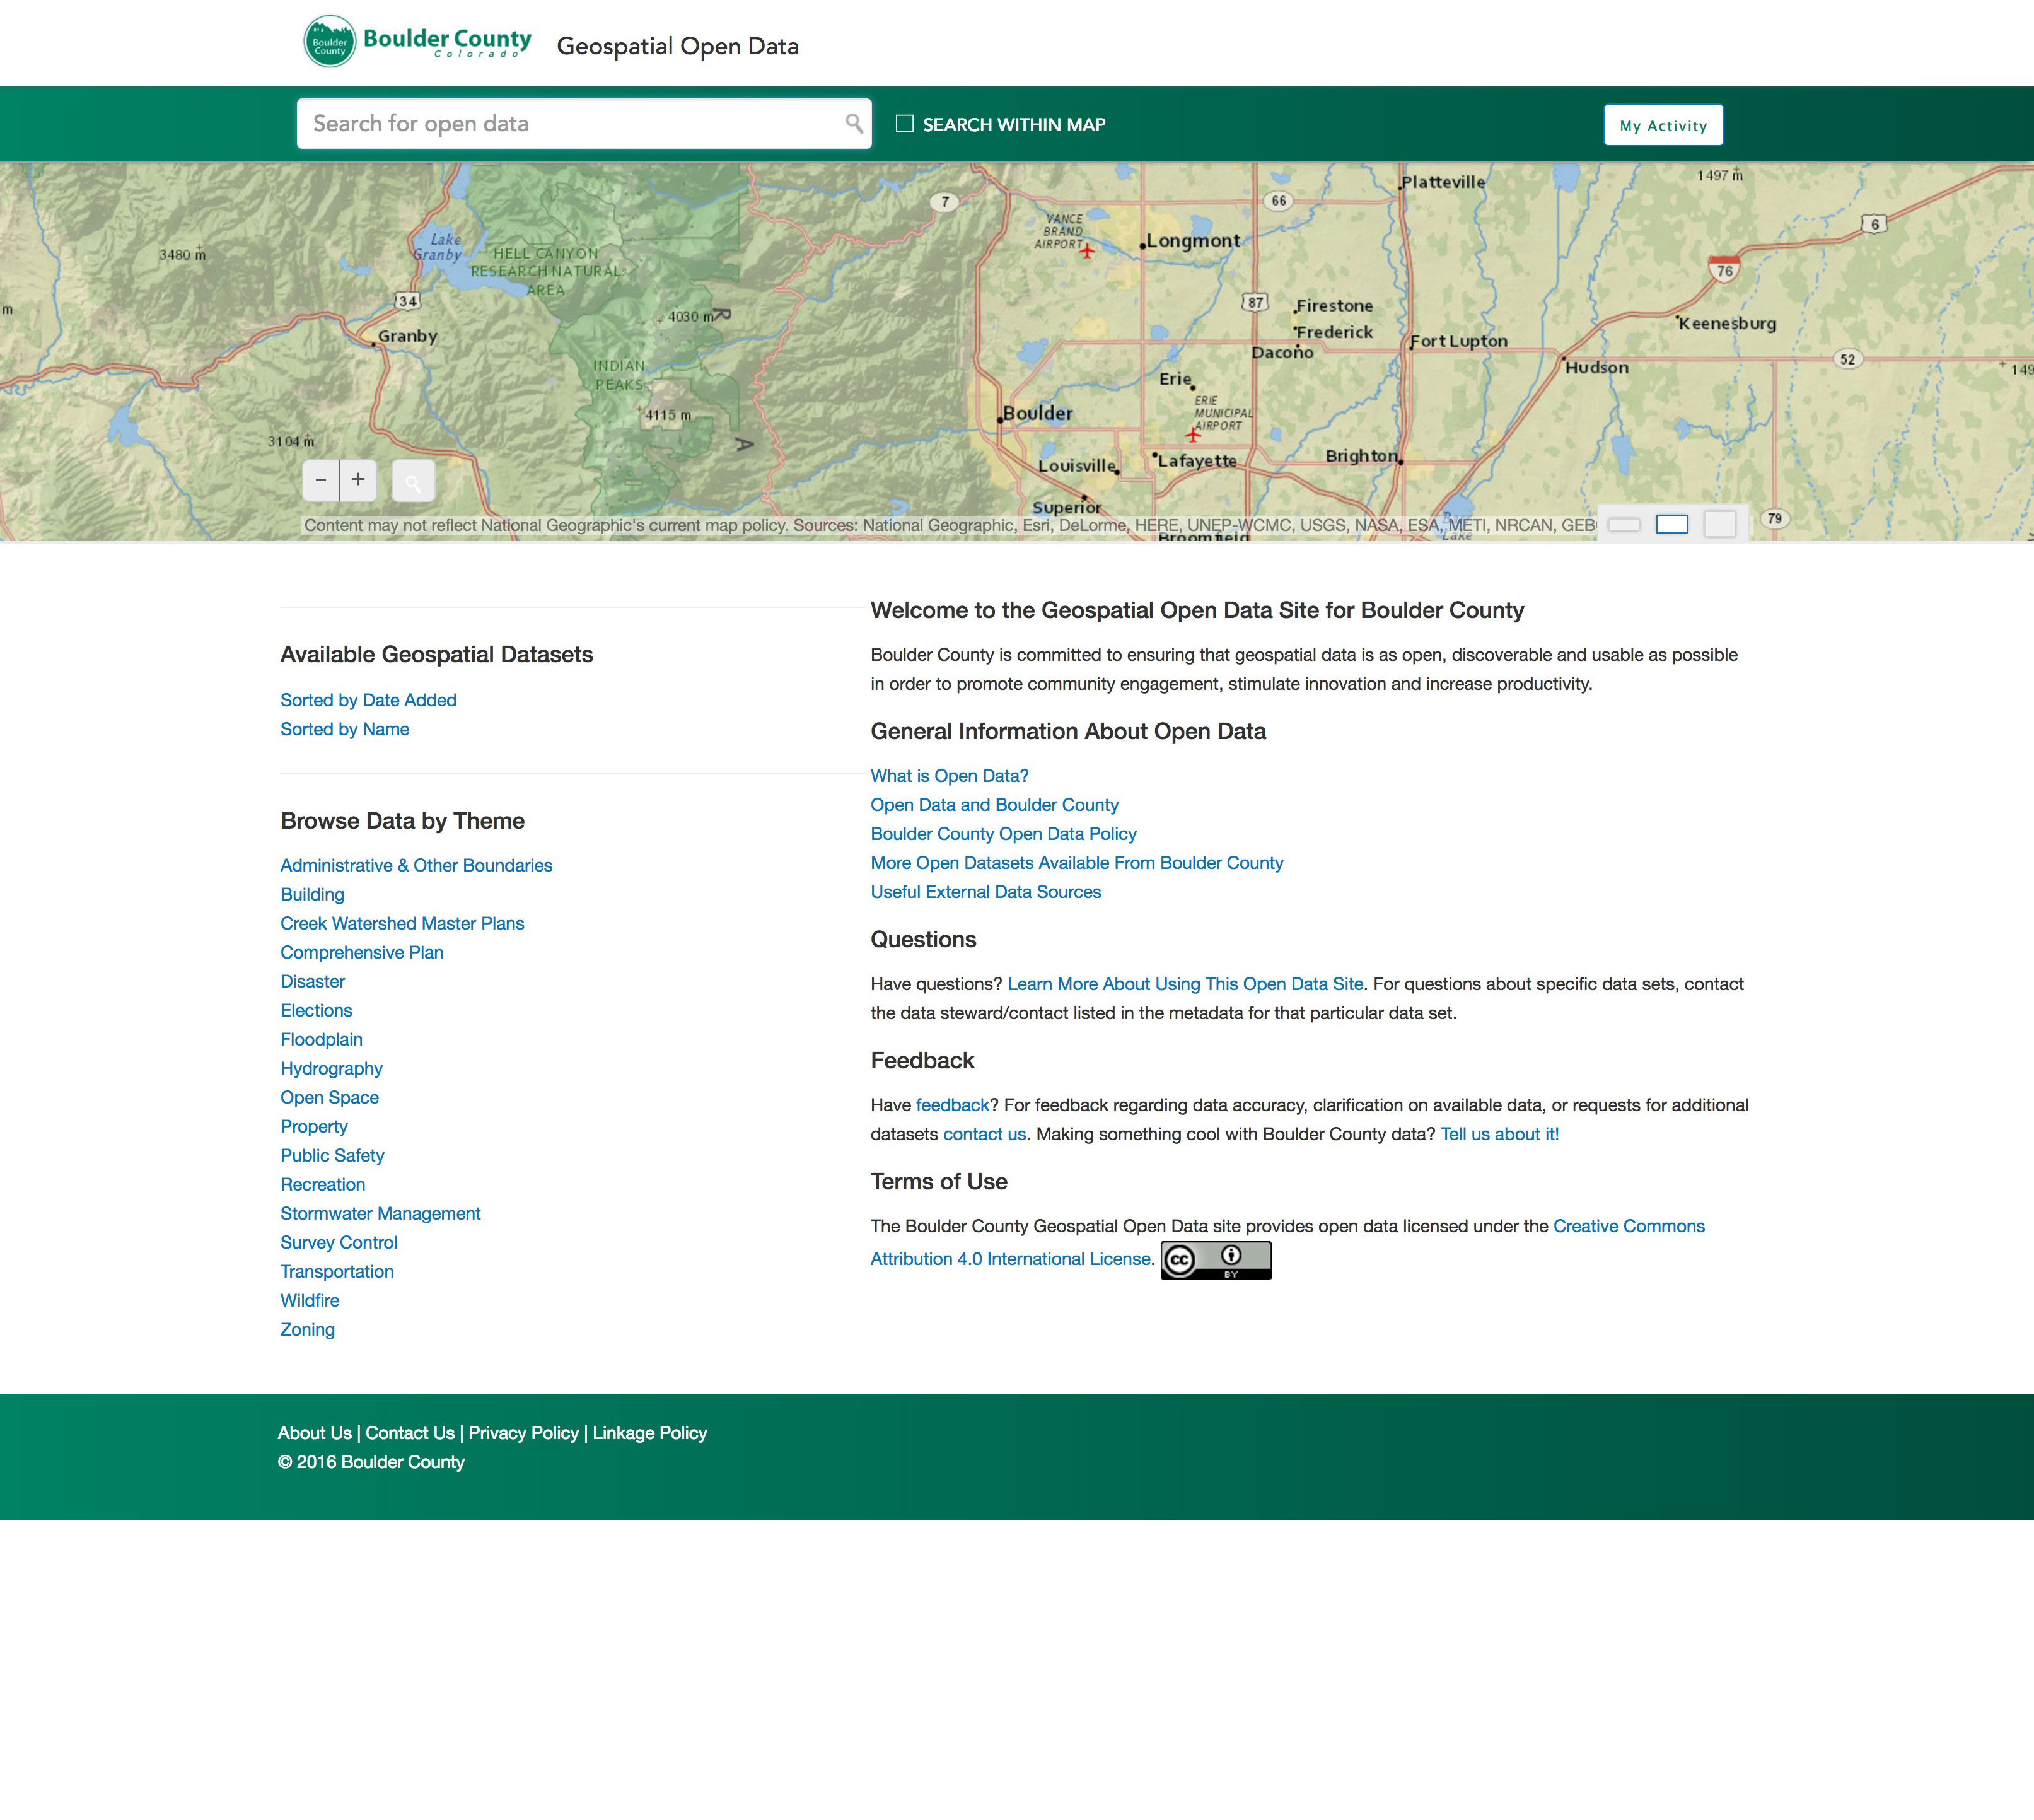 Boulder County
Boulder County
Colorado
Geospatial Open Data
Search for open data
SEARCH WITHIN MAP
My Activity
Platteville
1497 m
7
66
VANCE
BRAND
AIRPORT
6
Longmont
Lake
Granby
3480 m
HELL CANYON
RESEARCH NATURAL
AREA
76
34
87
Firestone
m
4030 m
R
Frederick
Keenesburg
Granby
Fort Lupton
Dacono
52
INDIAN
PEAKS
Hudson
149
Erie
ERIE
MUNICIPAL
AIRPORT
4115 m
Boulder
3104 m
A
Brighton
Louisville
Lafayette
− +
Superior
Content may not reflect National Geographic's current map policy. Sources: National Geographic, Esri, DeLorme, HERE, UNEP-WCMC, USGS, NASA, ESA, METI, NRCAN, GEB
79
Broomfield
Lake
Welcome to the Geospatial Open Data Site for Boulder County
Boulder County is committed to ensuring that geospatial data is as open, discoverable and usable as possible
in order to promote community engagement, stimulate innovation and increase productivity.
General Information About Open Data
What is Open Data?
Open Data and Boulder County
Boulder County Open Data Policy
More Open Datasets Available From Boulder County
Useful External Data Sources
Questions
Have questions? Learn More About Using This Open Data Site. For questions about specific data sets, contact
the data steward/contact listed in the metadata for that particular data set.
Feedback
Have feedback? For feedback regarding data accuracy, clarification on available data, or requests for additional
datasets contact us. Making something cool with Boulder County data? Tell us about it!
Terms of Use
The Boulder County Geospatial Open Data site provides open data licensed under the Creative Commons
Attribution 4.0 International License.
cc
BY
Available Geospatial Datasets
Sorted by Date Added
Sorted by Name
Browse Data by Theme
Administrative & Other Boundaries
Building
Creek Watershed Master Plans
Comprehensive Plan
Disaster
Elections
Floodplain
Hydrography
Open Space
Property
Public Safety
Recreation
Stormwater Management
Survey Control
Transportation
Wildfire
Zoning
About Us | Contact Us | Privacy Policy | Linkage Policy
© 2016 Boulder County